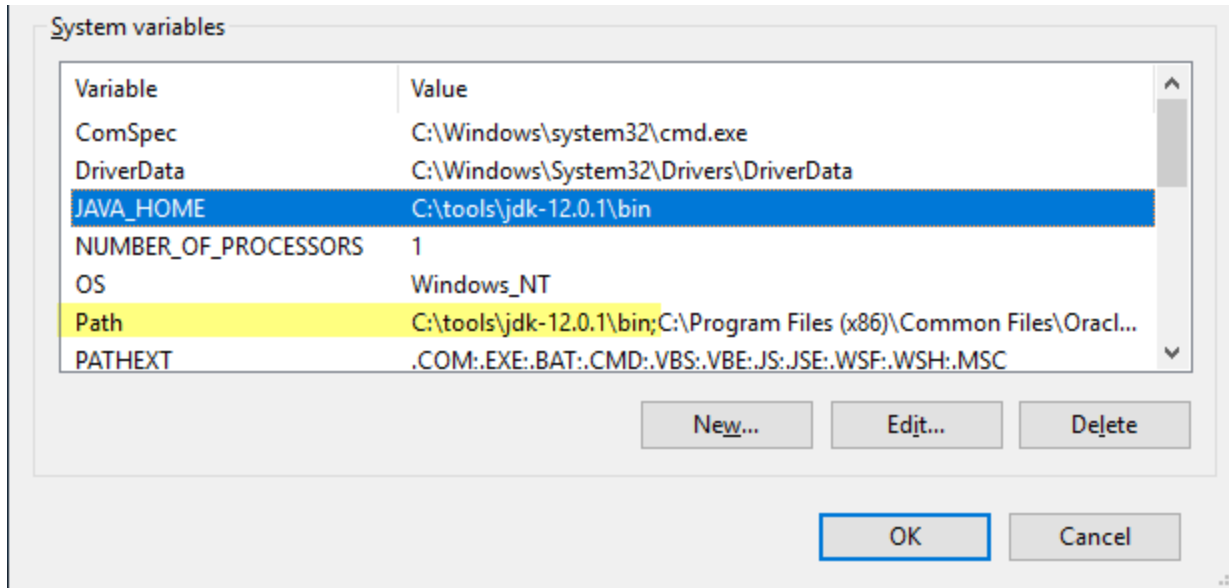 System variables
Variable Value
ComSpec C:\Windows\system32\cmd.exe
DriverData C:\Windows\System32\Drivers\DriverData
JAVA_HOME C:\tools\jdk-12.0.1\bin
NUMBER_OF_PROCESSORS 1
OS Windows_NT
Path C:\tools\jdk-12.0.1\bin;C:\Program Files (x86)\Common Files\Oracl...
PATHEXT .COM;.EXE;.BAT;.CMD;.VBS;.VBE;.JS;.JSE;.WSF;.WSH;.MSC
New... Edit... Delete
OK Cancel